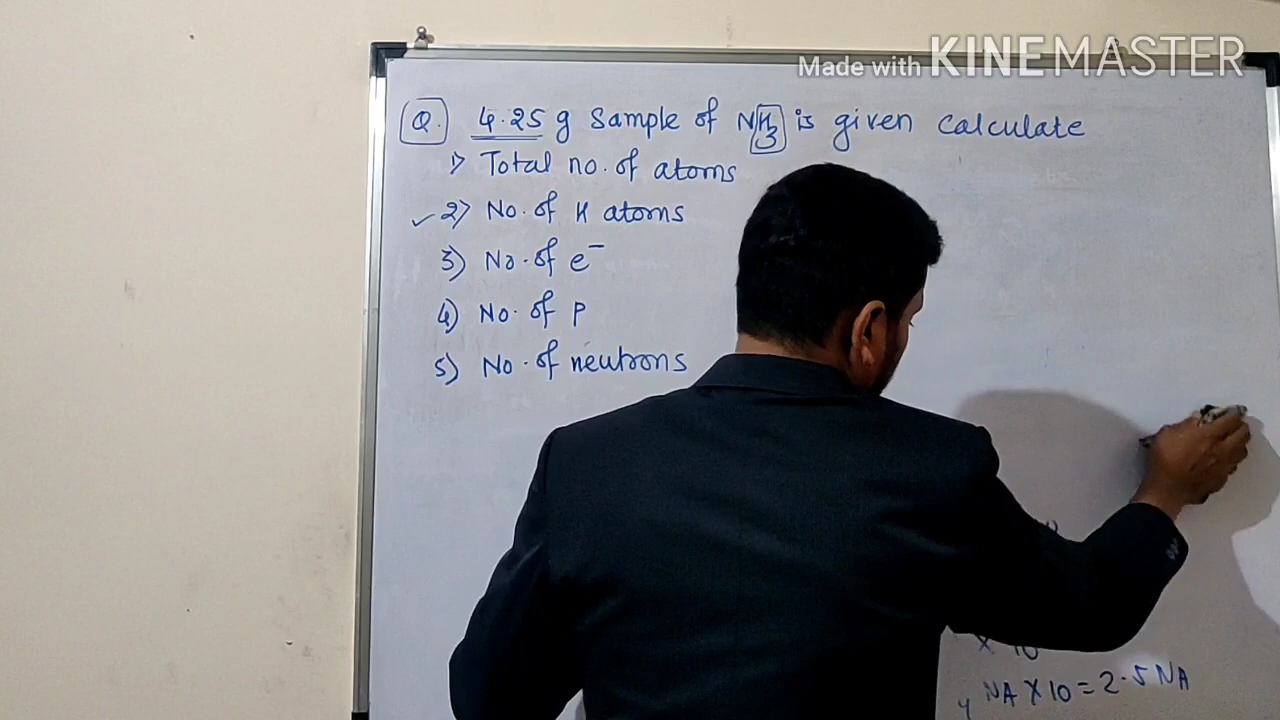 Made with KINEMASTER
Q. 4.25 g Sample of NH3 is given calculate
1) Total no. of atoms
✓ 2) No. of H atoms
3) No. of e⁻
4) No. of P
5) No. of neutrons
× 10
NA × 10 = 2.5 NA